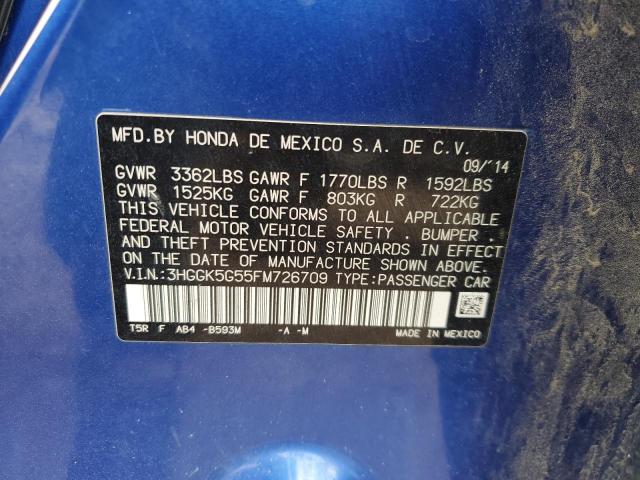 MFD.BY HONDA DE MEXICO S.A. DE C.V.
09/'14
GVWR 3362LBS GAWR F 1770LBS R 1592LBS
GVWR 1525KG GAWR F 803KG R 722KG
THIS VEHICLE CONFORMS TO ALL APPLICABLE
FEDERAL MOTOR VEHICLE SAFETY , BUMPER ,
AND THEFT PREVENTION STANDARDS IN EFFECT
ON THE DATE OF MANUFACTURE SHOWN ABOVE.
V.I.N.:3HGGK5G55FM726709 TYPE:PASSENGER CAR
T5R F AB4 -B593M -A -M MADE IN MEXICO